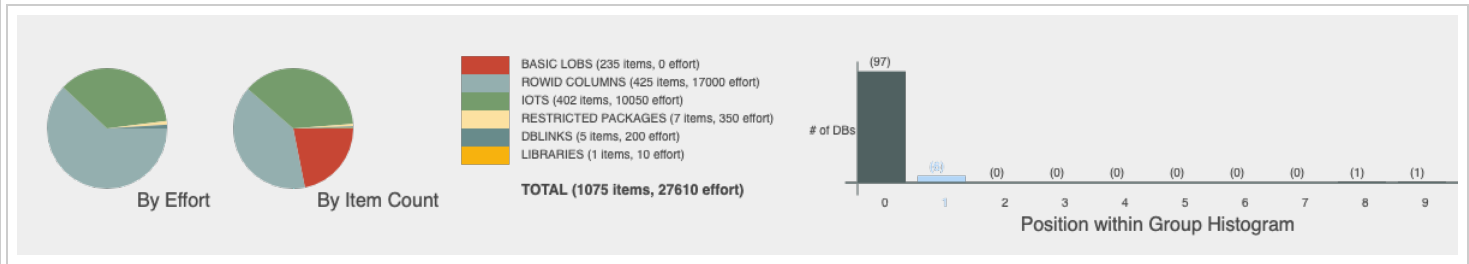 BASIC LOBS (235 items, 0 effort)
ROWID COLUMNS (425 items, 17000 effort)
IOTS (402 items, 10050 effort)
RESTRICTED PACKAGES (7 items, 350 effort)
DBLINKS (5 items, 200 effort)
LIBRARIES (1 items, 10 effort)
TOTAL (1075 items, 27610 effort)
By Effort
By Item Count
(97)
# of DBs
(0) (0) (0) (0) (0) (0) (1) (1)
0 1 2 3 4 5 6 7 8 9
Position within Group Histogram